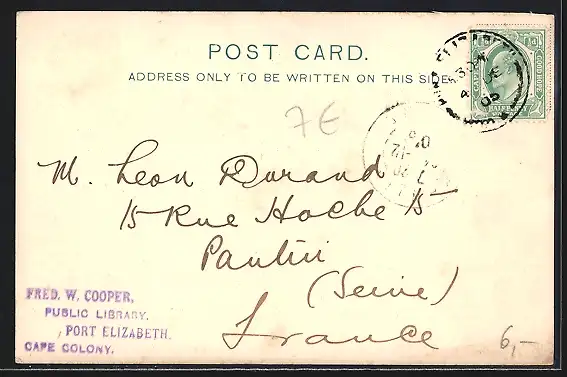 POST CARD.
ADDRESS ONLY TO BE WRITTEN ON THIS SIDE
7E
M. Leon Durand
15 Rue Hoche 15
Pantin
(Seine)
France
FRED. W. COOPER,
PUBLIC LIBRARY.
PORT ELIZABETH.
CAPE COLONY.
6,-